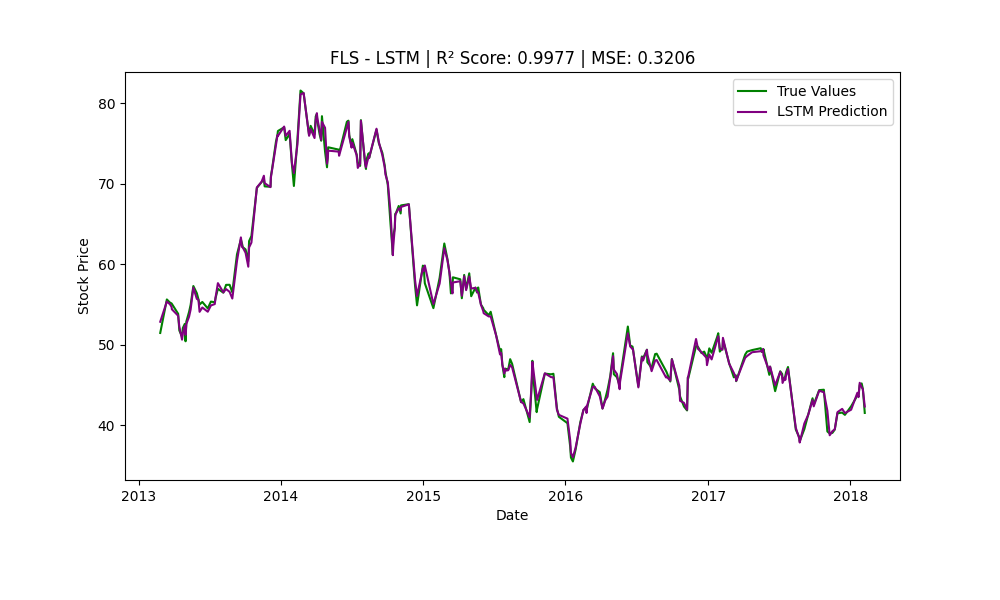 FLS - LSTM | R² Score: 0.9977 | MSE: 0.3206
True Values
LSTM Prediction
80
70
60
50
40
Stock Price
2013 2014 2015 2016 2017 2018
Date